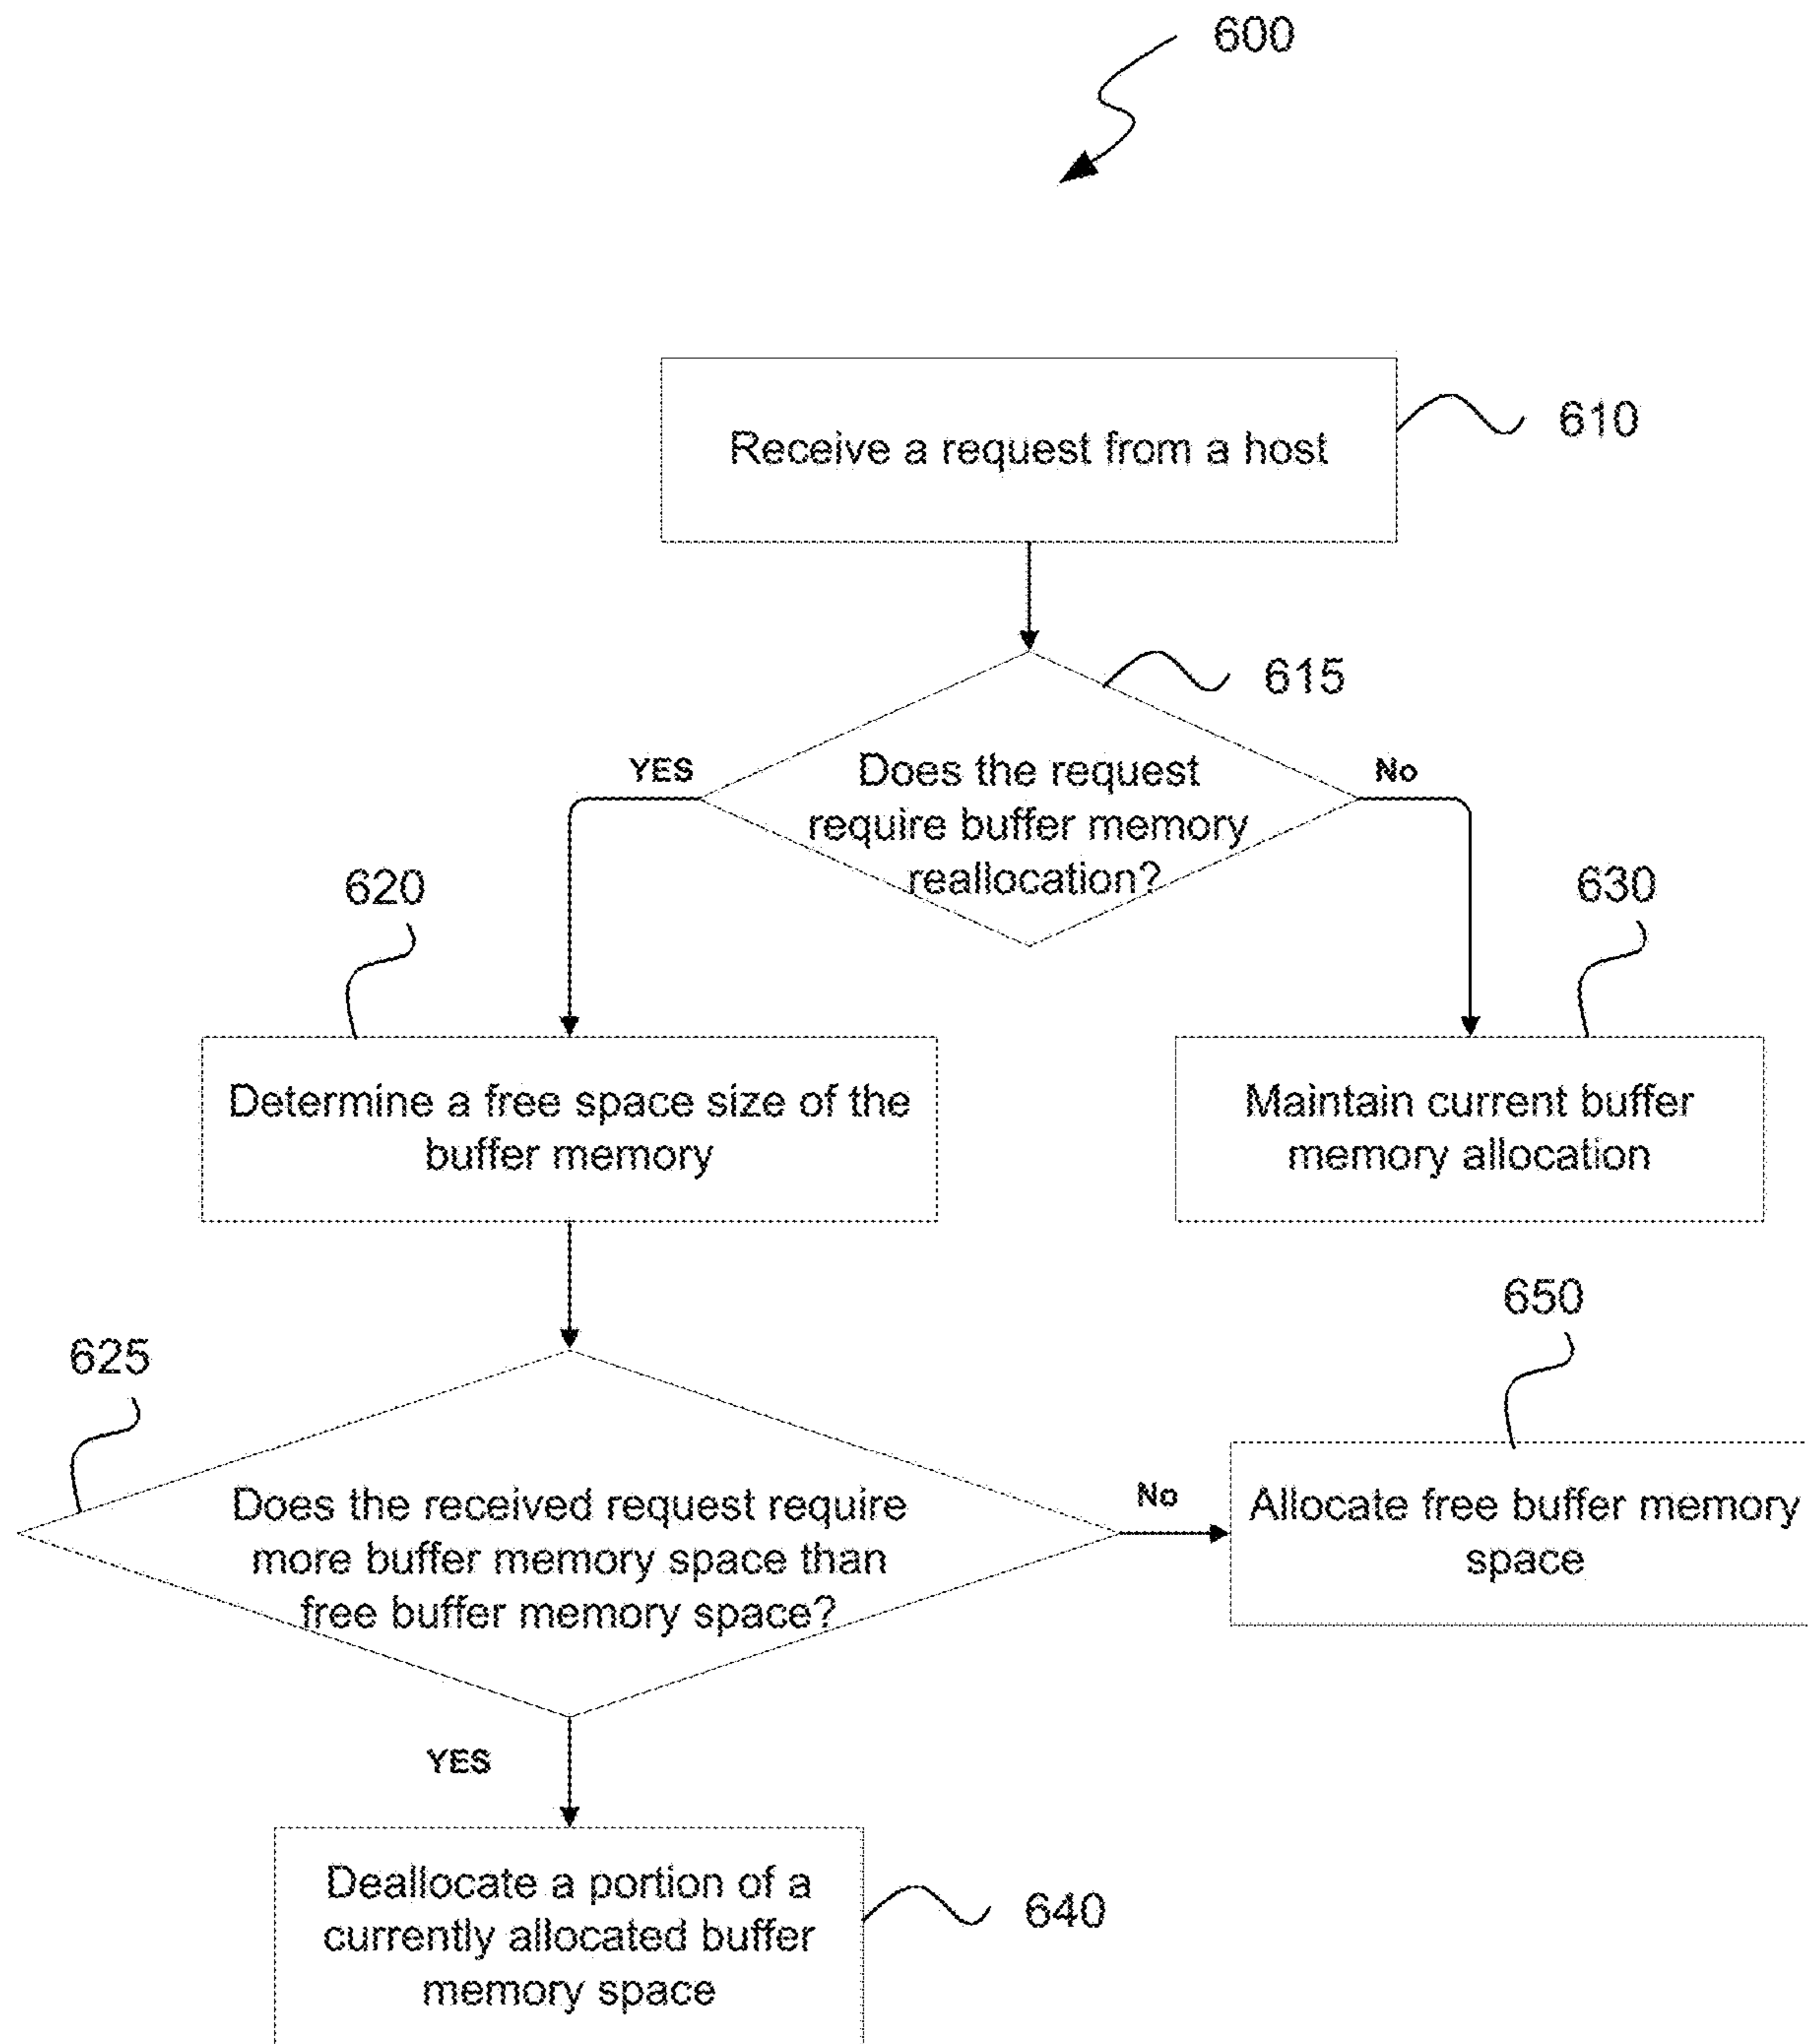 600
Receive a request from a host
610
615
YES
Does the request
No
require buffer memory
reallocation?
620
630
Determine a free space size of the
buffer memory
Maintain current buffer
memory allocation
650
625
Does the received request require
more buffer memory space than
free buffer memory space?
No
Allocate free buffer memory
space
YES
Deallocate a portion of a
currently allocated buffer
memory space
640